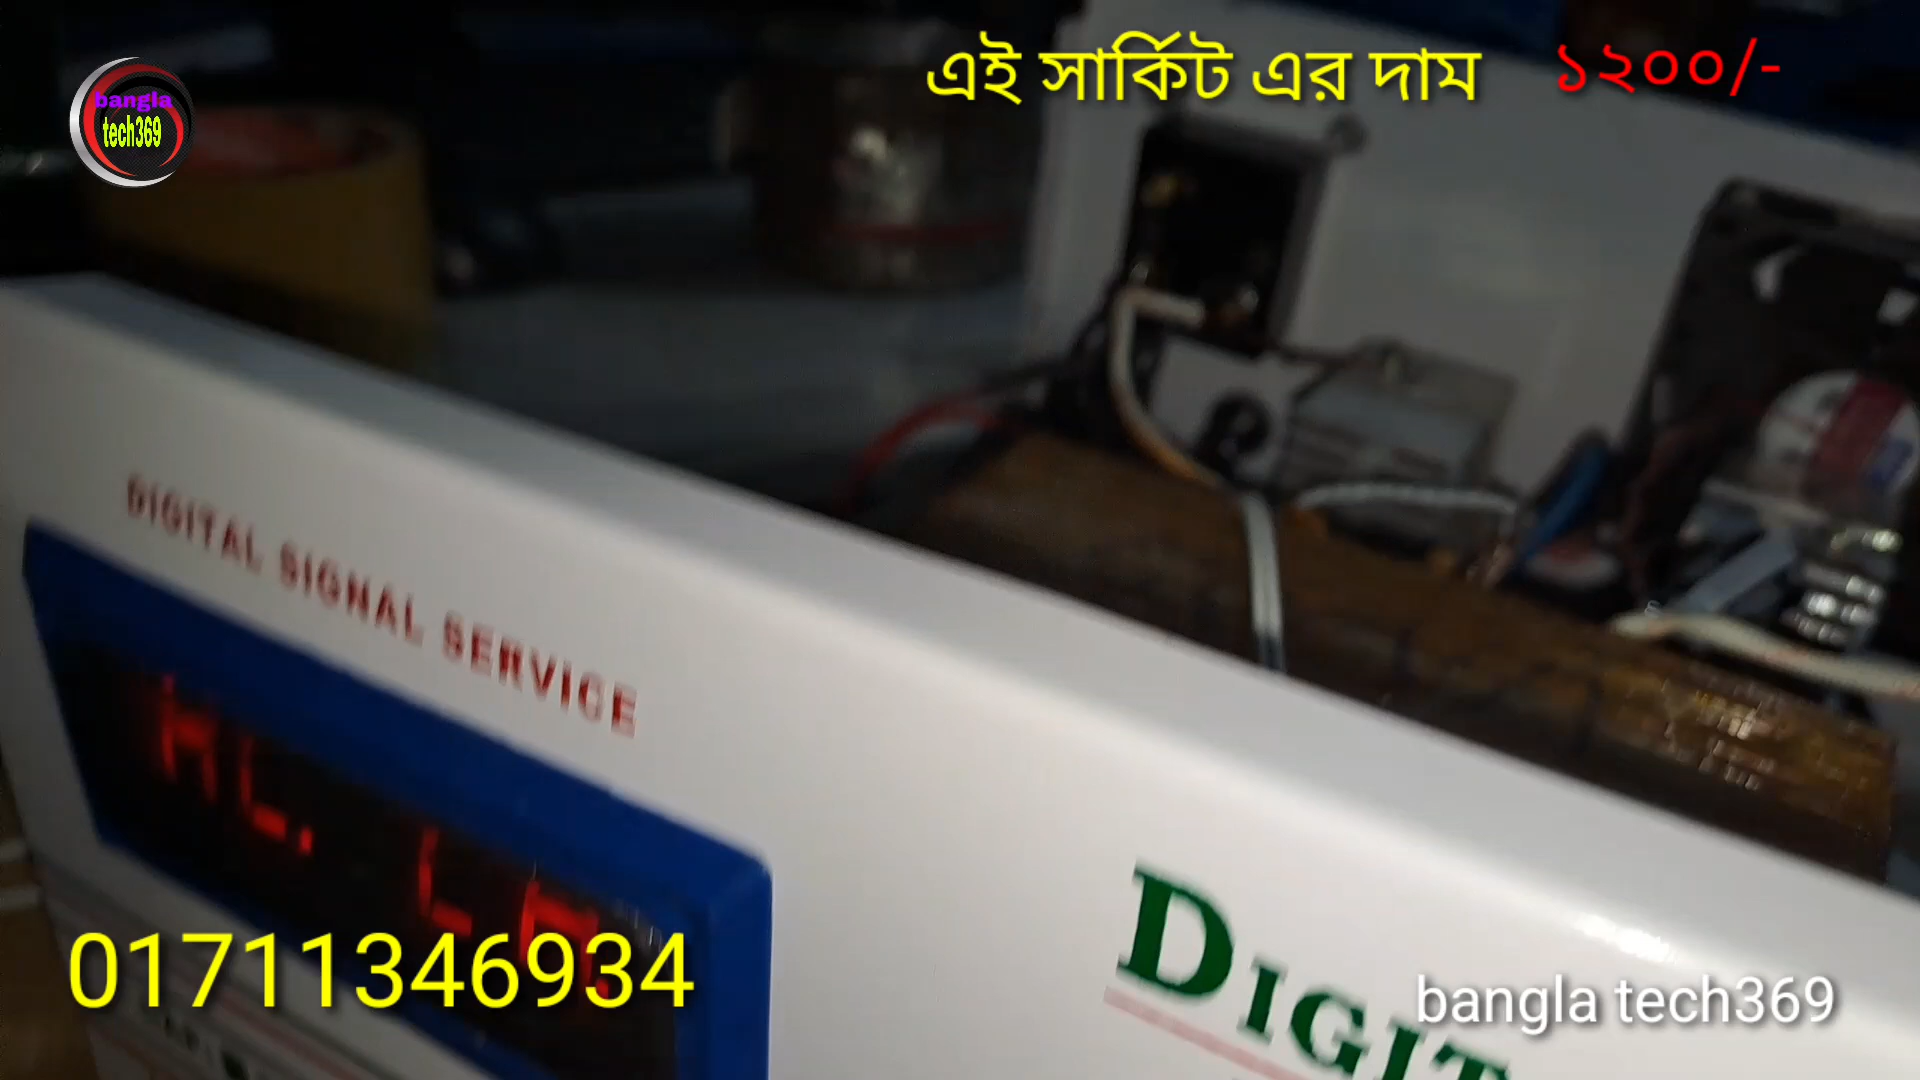 bangla
tech369
এই সার্কিট এর দাম ১২০০/-
DIGITAL SIGNAL SERVICE
01711346934
DIGIT
bangla tech369